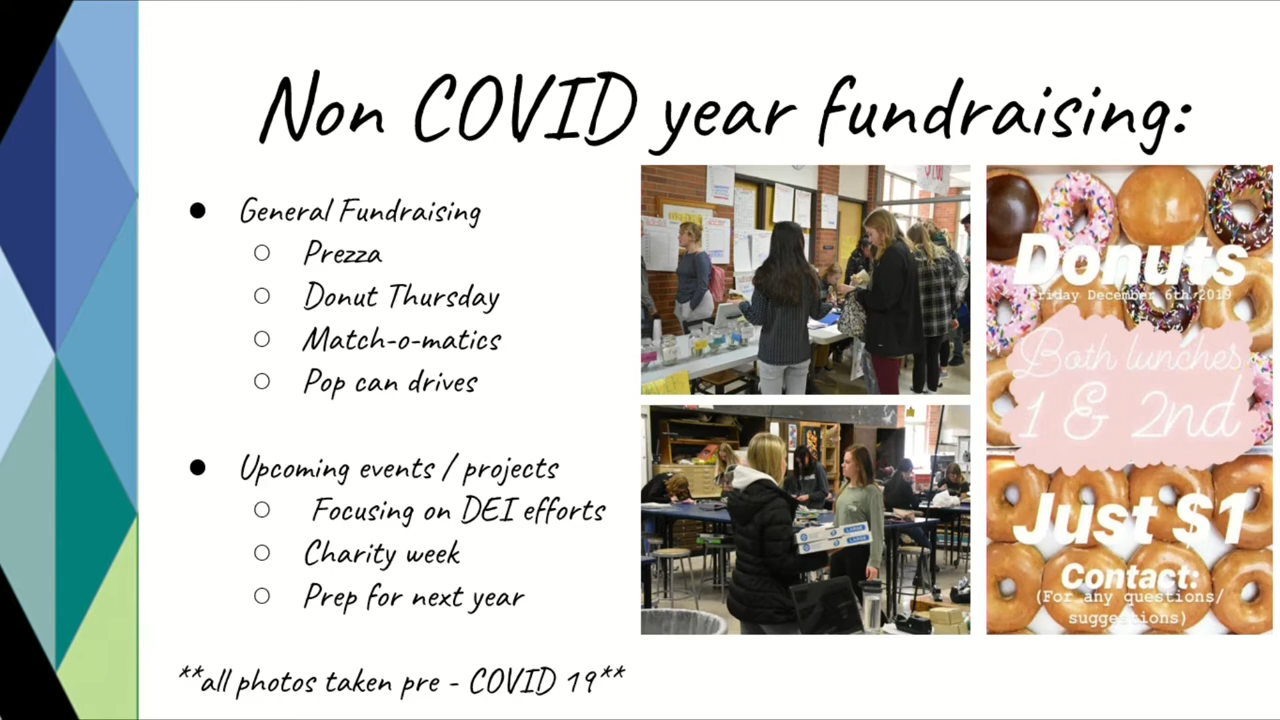 Non COVID year fundraising:
● General Fundraising
○ Prezza
○ Donut Thursday
○ Match-o-matics
○ Pop can drives
● Upcoming events / projects
○ Focusing on DEI efforts
○ Charity week
○ Prep for next year
**all photos taken pre - COVID 19**
Donuts
Friday December 6th, 2019
Both lunches
1 & 2nd
Just $1
Contact:
(For any questions/
suggestions)